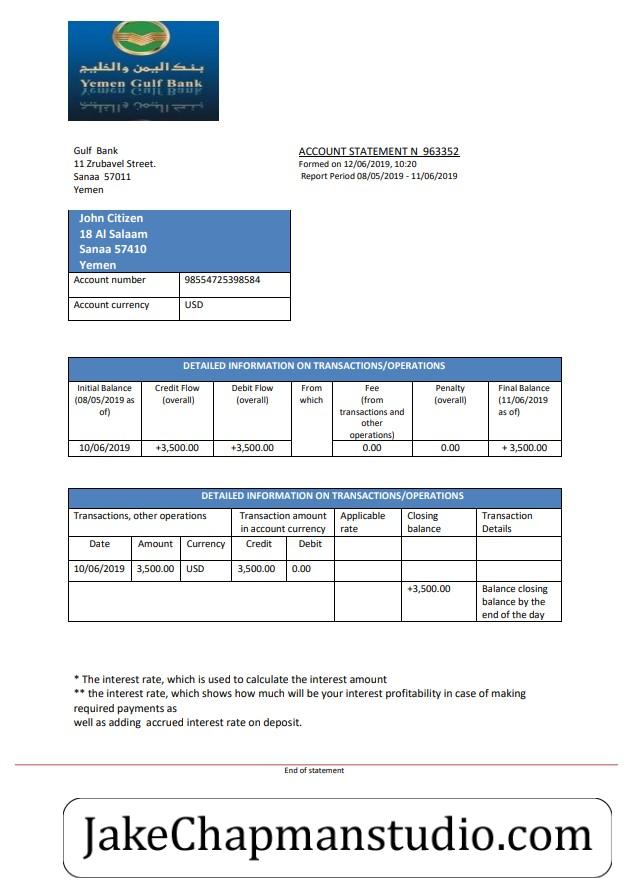 بنك اليمن والخليج
Yemen Gulf Bank
Gulf Bank
11 Zrubavel Street.
Sanaa 57011
Yemen
ACCOUNT STATEMENT N 963352
Formed on 12/06/2019, 10:20
Report Period 08/05/2019 - 11/06/2019
John Citizen
18 Al Salaam
Sanaa 57410
Yemen
Account number 98554725398584
Account currency USD
DETAILED INFORMATION ON TRANSACTIONS/OPERATIONS
Initial Balance (08/05/2019 as of) Credit Flow (overall) Debit Flow (overall) From which Fee (from transactions and other operations) Penalty (overall) Final Balance (11/06/2019 as of)
10/06/2019 +3,500.00 +3,500.00 0.00 0.00 + 3,500.00
DETAILED INFORMATION ON TRANSACTIONS/OPERATIONS
Transactions, other operations Transaction amount in account currency Applicable rate Closing balance Transaction Details
Date Amount Currency Credit Debit
10/06/2019 3,500.00 USD 3,500.00 0.00
+3,500.00 Balance closing balance by the end of the day
* The interest rate, which is used to calculate the interest amount
** the interest rate, which shows how much will be your interest profitability in case of making
required payments as
well as adding accrued interest rate on deposit.
End of statement
JakeChapmanstudio.com